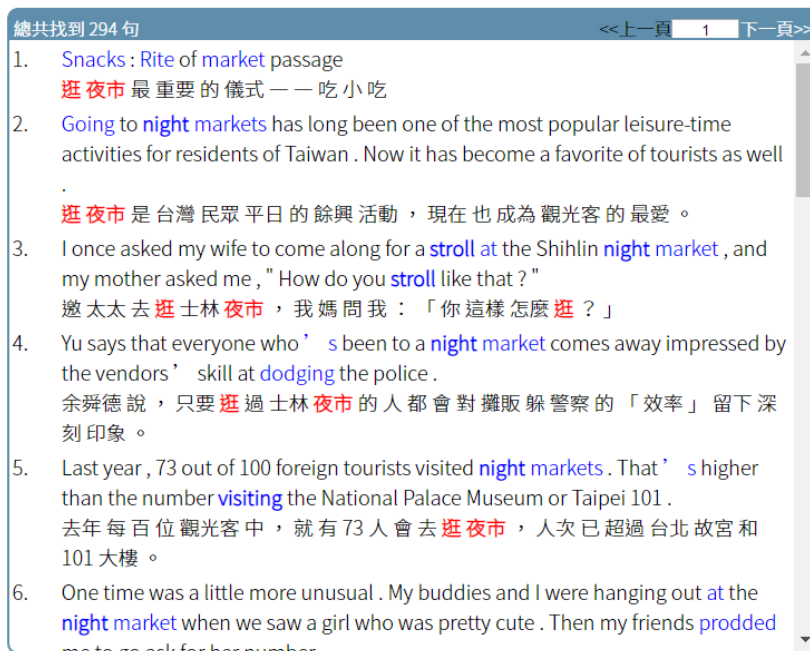 總共找到 294 句 <<上一頁 1 下一頁>>
1. Snacks : Rite of market passage
逛 夜市 最 重要 的 儀式 — — 吃 小 吃
2. Going to night markets has long been one of the most popular leisure-time
activities for residents of Taiwan . Now it has become a favorite of tourists as well
.
逛 夜市 是 台灣 民眾 平日 的 餘興 活動 ， 現在 也 成為 觀光客 的 最愛 。
3. I once asked my wife to come along for a stroll at the Shihlin night market , and
my mother asked me , " How do you stroll like that ? "
邀 太太 去 逛 士林 夜市 ， 我 媽 問 我 ： 「 你 這樣 怎麼 逛 ？ 」
4. Yu says that everyone who ’ s been to a night market comes away impressed by
the vendors ’ skill at dodging the police .
余舜德 說 ， 只要 逛 過 士林 夜市 的 人 都 會 對 攤販 躲 警察 的 「 效率 」 留下 深
刻 印象 。
5. Last year , 73 out of 100 foreign tourists visited night markets . That ’ s higher
than the number visiting the National Palace Museum or Taipei 101 .
去年 每 百 位 觀光客 中 ， 就 有 73 人 會 去 逛 夜市 ， 人次 已 超過 台北 故宮 和
101 大樓 。
6. One time was a little more unusual . My buddies and I were hanging out at the
night market when we saw a girl who was pretty cute . Then my friends prodded
me to go ask for her number